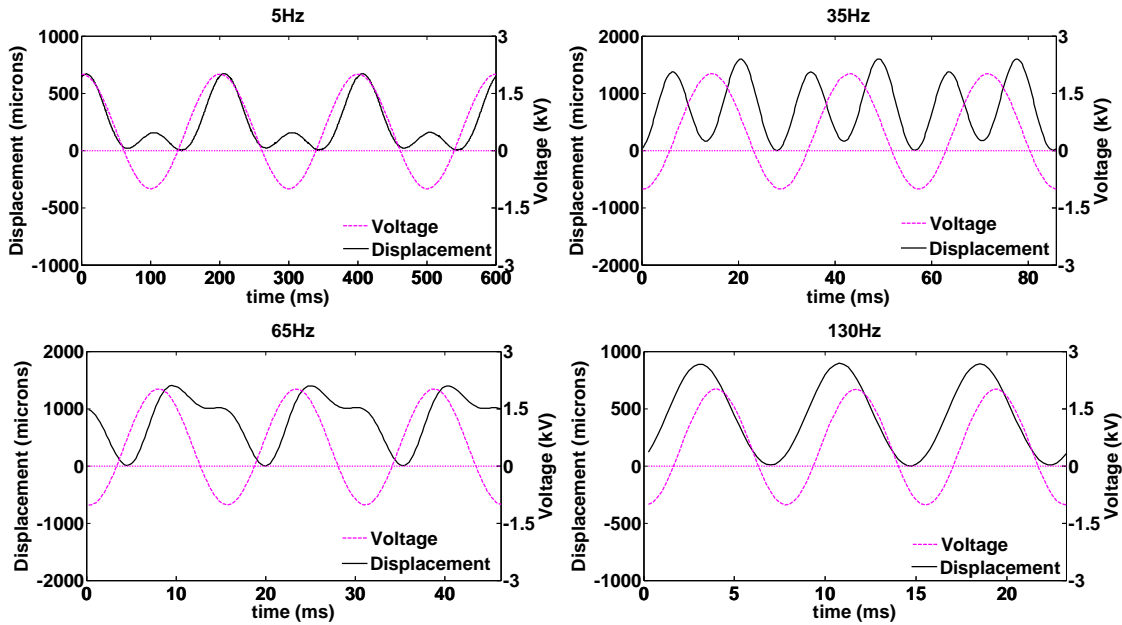 5Hz
1000
500
0
-500
-1000
Displacement (microns)
3
1.5
0
-1.5
-3
Voltage (kV)
Voltage
Displacement
0 100 200 300 400 500 600
time (ms)
35Hz
2000
1000
0
-1000
-2000
Displacement (microns)
3
1.5
0
-1.5
-3
Voltage (kV)
Voltage
Displacement
0 20 40 60 80
time (ms)
65Hz
2000
1000
0
-1000
-2000
Displacement (microns)
3
1.5
0
-1.5
-3
Voltage (kV)
Voltage
Displacement
0 10 20 30 40
time (ms)
130Hz
1000
500
0
-500
-1000
Displacement (microns)
3
1.5
0
-1.5
-3
Voltage (kV)
Voltage
Displacement
0 5 10 15 20
time (ms)